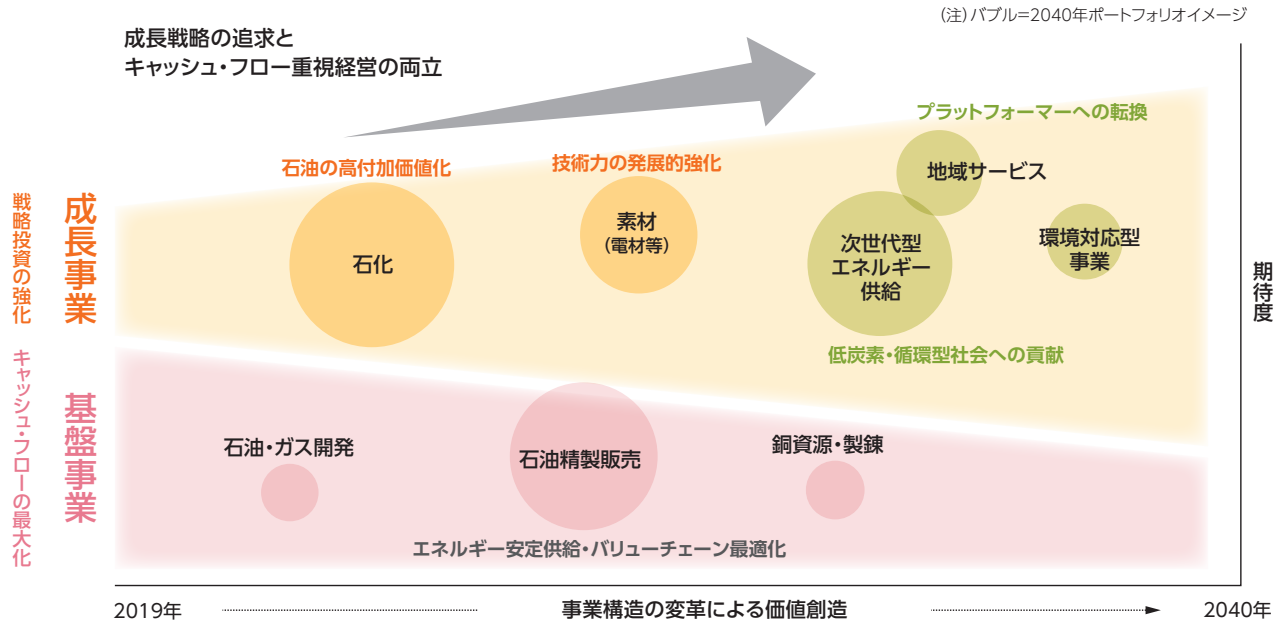 (注)バブル=2040年ポートフォリオイメージ
成長戦略の追求と
キャッシュ・フロー重視経営の両立
プラットフォーマーへの転換
石油の高付加価値化
技術力の発展的強化
地域サービス
戦略投資の強化
成長事業
石化
素材
(電材等)
次世代型
エネルギー
供給
環境対応型
事業
期待度
低炭素・循環型社会への貢献
キャッシュ・フローの最大化
基盤事業
石油・ガス開発
石油精製販売
銅資源・製錬
エネルギー安定供給・バリューチェーン最適化
2019年
事業構造の変革による価値創造
2040年